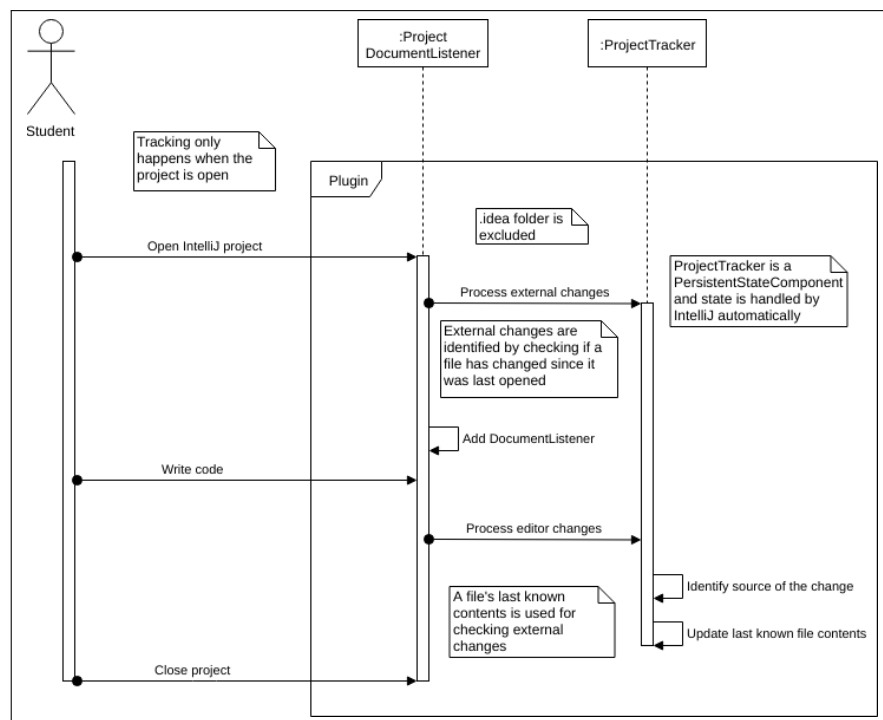 :Project
DocumentListener
:ProjectTracker
Student
Tracking only
happens when the
project is open
Plugin
.idea folder is
excluded
Open IntelliJ project
ProjectTracker is a
PersistentStateComponent
and state is handled by
IntelliJ automatically
Process external changes
External changes are
identified by checking if a
file has changed since it
was last opened
Add DocumentListener
Write code
Process editor changes
Identify source of the change
A file's last known
contents is used for
checking external
changes
Update last known file contents
Close project